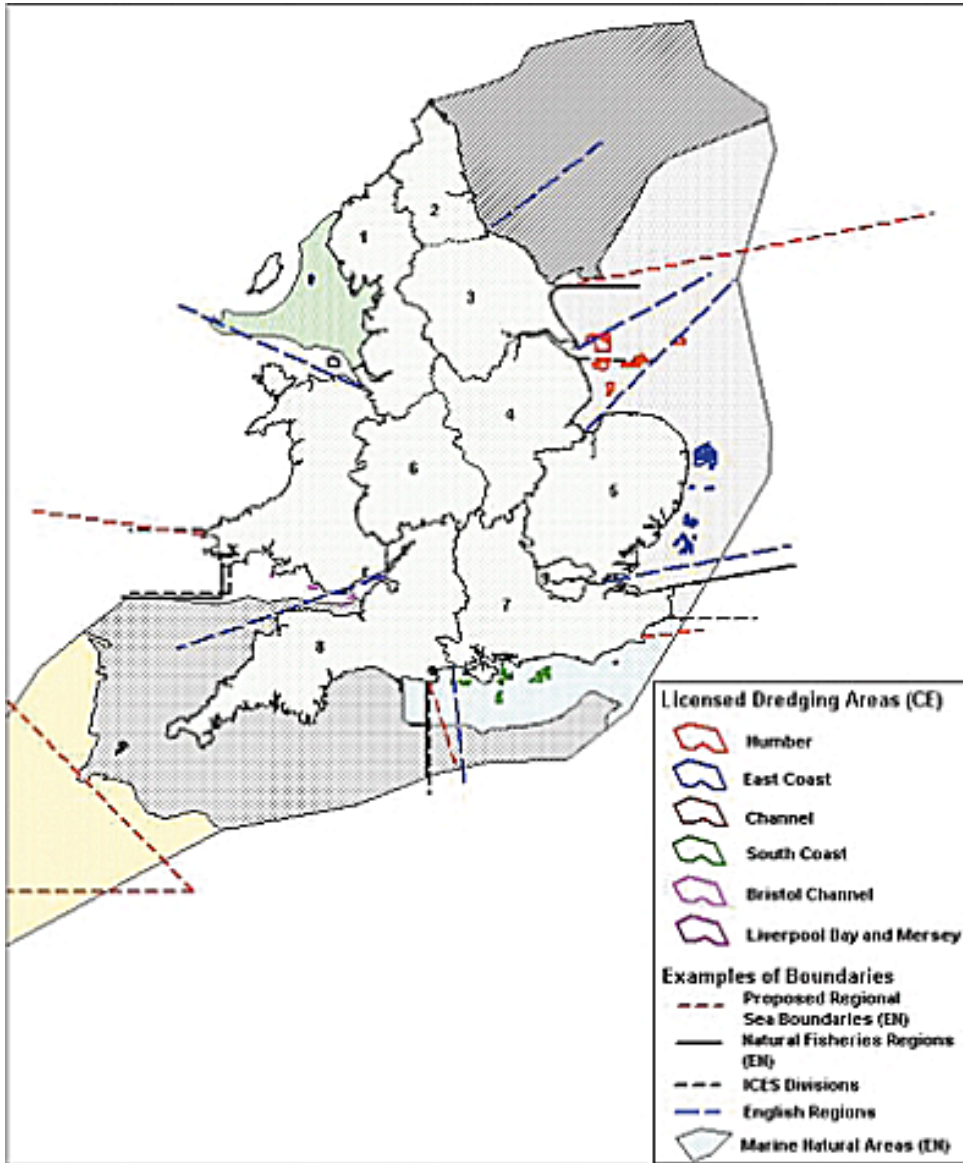 2
1
3
4
6
5
7
8
Licensed Dredging Areas (CE)
Humber
East Coast
Channel
South Coast
Bristol Channel
Liverpool Bay and Mersey
Examples of Boundaries
Proposed Regional
Sea Boundaries (EN)
Natural Fisheries Regions
(EN)
ICES Divisions
English Regions
Marine Natural Areas (EN)